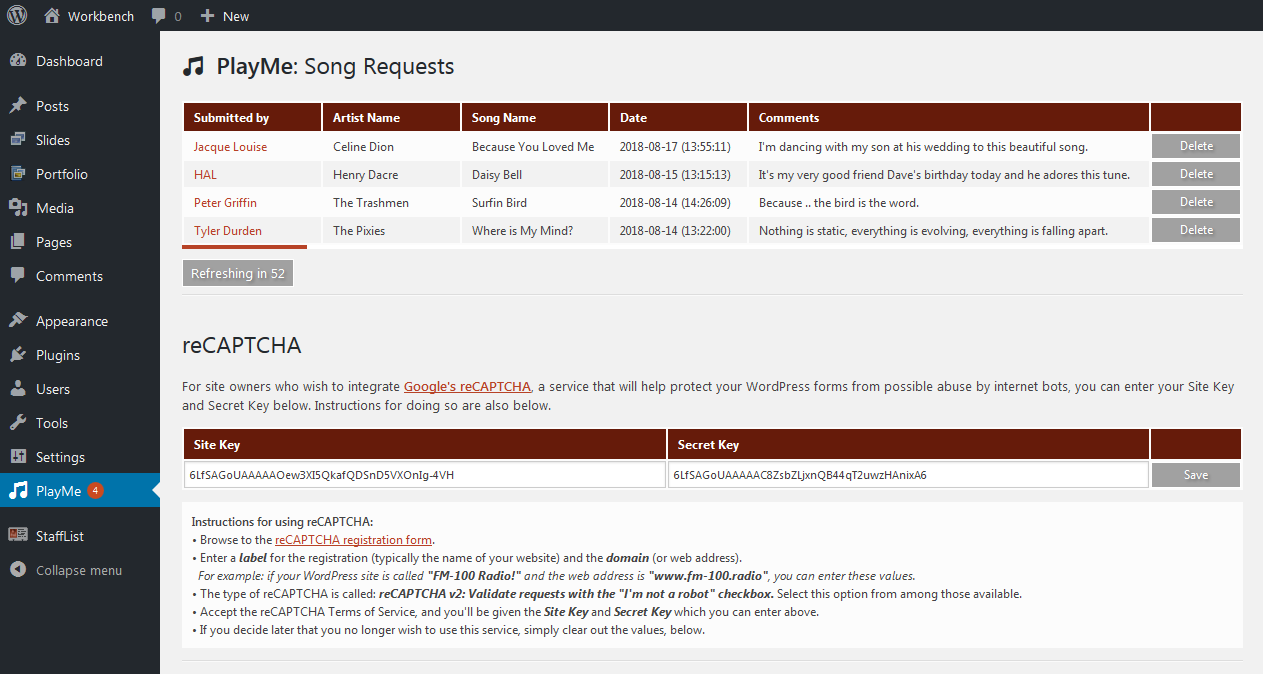 Workbench 0 New
Dashboard
Posts
Slides
Portfolio
Media
Pages
Comments
Appearance
Plugins
Users
Tools
Settings
PlayMe 4
StaffList
Collapse menu
PlayMe: Song Requests
Submitted by Artist Name Song Name Date Comments
Jacque Louise Celine Dion Because You Loved Me 2018-08-17 (13:55:11) I'm dancing with my son at his wedding to this beautiful song. Delete
HAL Henry Dacre Daisy Bell 2018-08-15 (13:15:13) It's my very good friend Dave's birthday today and he adores this tune. Delete
Peter Griffin The Trashmen Surfin Bird 2018-08-14 (14:26:09) Because .. the bird is the word. Delete
Tyler Durden The Pixies Where is My Mind? 2018-08-14 (13:22:00) Nothing is static, everything is evolving, everything is falling apart. Delete
Refreshing in 52
reCAPTCHA
For site owners who wish to integrate Google's reCAPTCHA, a service that will help protect your WordPress forms from possible abuse by internet bots, you can enter your Site Key
and Secret Key below. Instructions for doing so are also below.
Site Key Secret Key
6LfSAGoUAAAAAOew3XI5QkafQDSnD5VXOnIg-4VH 6LfSAGoUAAAAAC8ZsbZLjxnQB44qT2uwzHAnixA6 Save
Instructions for using reCAPTCHA:
• Browse to the reCAPTCHA registration form.
• Enter a label for the registration (typically the name of your website) and the domain (or web address).
For example: if your WordPress site is called "FM-100 Radio!" and the web address is "www.fm-100.radio", you can enter these values.
• The type of reCAPTCHA is called: reCAPTCHA v2: Validate requests with the "I'm not a robot" checkbox. Select this option from among those available.
• Accept the reCAPTCHA Terms of Service, and you'll be given the Site Key and Secret Key which you can enter above.
• If you decide later that you no longer wish to use this service, simply clear out the values, below.